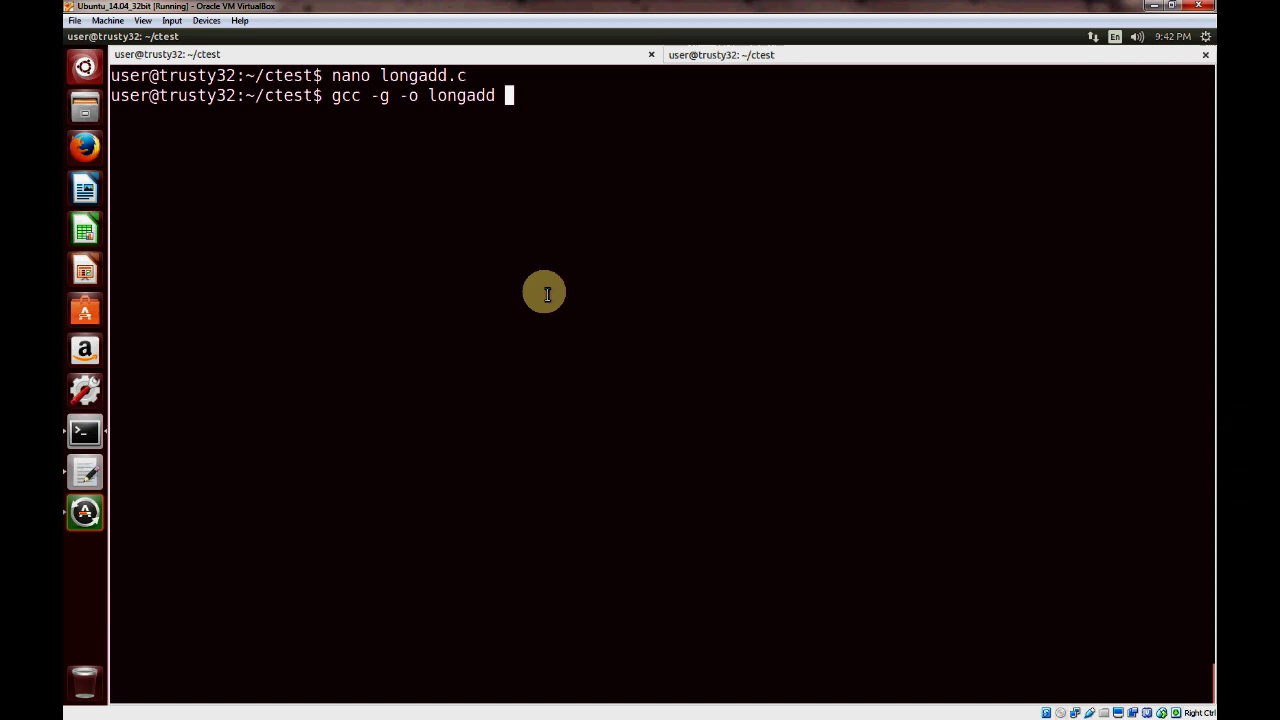 Ubuntu_14.04_32bit [Running] - Oracle VM VirtualBox
File Machine View Input Devices Help
user@trusty32: ~/ctest
En
9:42 PM
user@trusty32: ~/ctest
user@trusty32: ~/ctest
user@trusty32:~/ctest$ nano longadd.c
user@trusty32:~/ctest$ gcc -g -o longadd
Right Ctrl